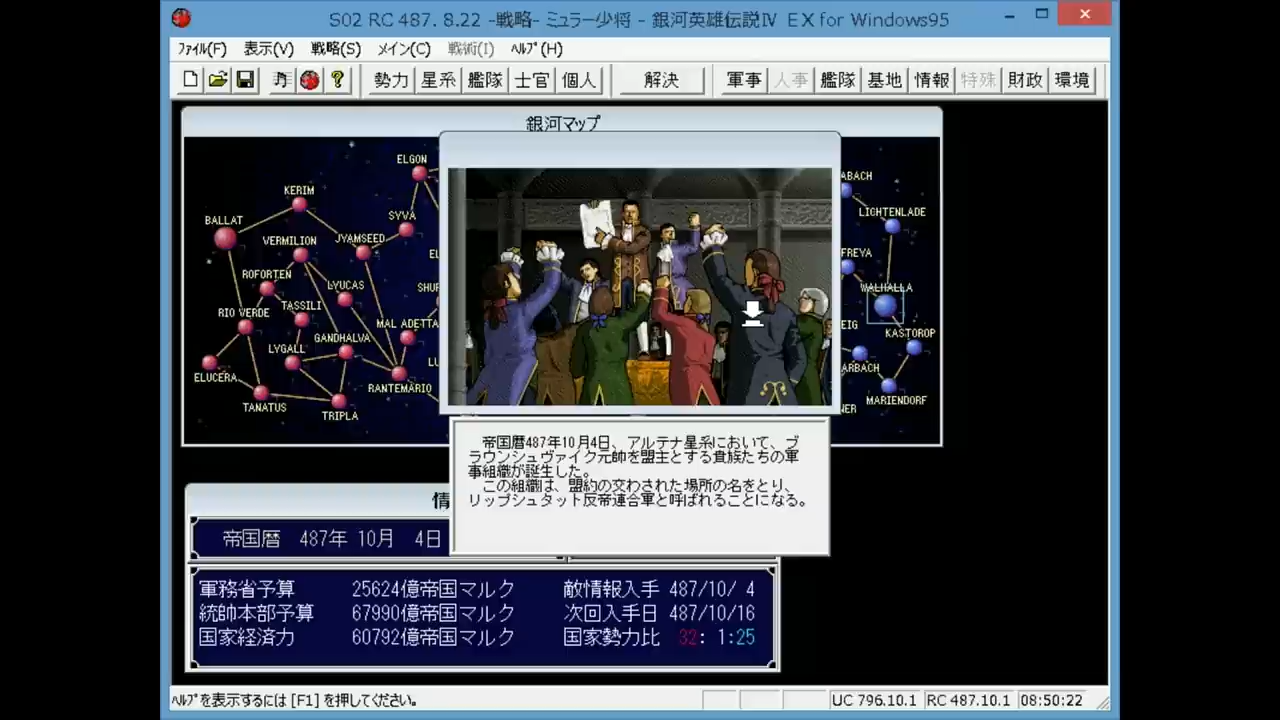 S02 RC 487. 8.22 -戦略- ミュラー少将 - 銀河英雄伝説Ⅳ EX for Windows95
ﾌｧｲﾙ(F) 表示(V) 戦略(S) ﾒｲﾝ(C) 戦術(I) ﾍﾙﾌﾟ(H)
勢力 星系 艦隊 士官 個人 解決 軍事 人事 艦隊 基地 情報 特殊 財政 環境
銀河マップ
ELGON
ABACH
KERIM
LIGHTENLADE
BALLAT
SYVA
VERMILION
JYAMSEED
FREYA
ROFORTEN
LYUCAS
WALHALLA
TASSILI
RIO VERDE
MAL ADETTA
GANDHALVA
EIG
KASTOROP
LYGALL
ELUCERA
RANTEMARIO
ARBACH
TANATUS
TRIPLA
MARIENDORF
NER
帝国暦487年10月4日、アルテナ星系において、ブ
ラウンシュヴァイク元帥を盟主とする貴族たちの軍
事組織が誕生した。
この組織は、盟約の交わされた場所の名をとり、
リップシュタット反帝連合軍と呼ばれることになる。
情
帝国暦 487年 10月 4日
軍務省予算 25624億帝国マルク 敵情報入手 487/10/ 4
統帥本部予算 67990億帝国マルク 次回入手日 487/10/16
国家経済力 60792億帝国マルク 国家勢力比 32: 1:25
ﾍﾙﾌﾟを表示するには [F1] を押してください。
UC 796.10.1 RC 487.10.1 08:50:22